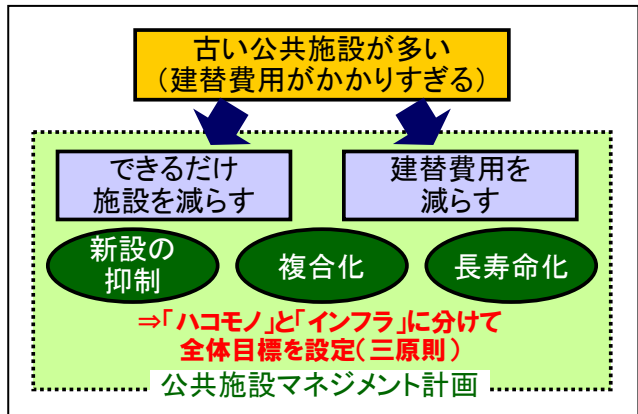 古い公共施設が多い
（建替費用がかかりすぎる）
できるだけ
施設を減らす
建替費用を
減らす
新設の
抑制
複合化
長寿命化
⇒「ハコモノ」と「インフラ」に分けて
全体目標を設定（三原則）
公共施設マネジメント計画